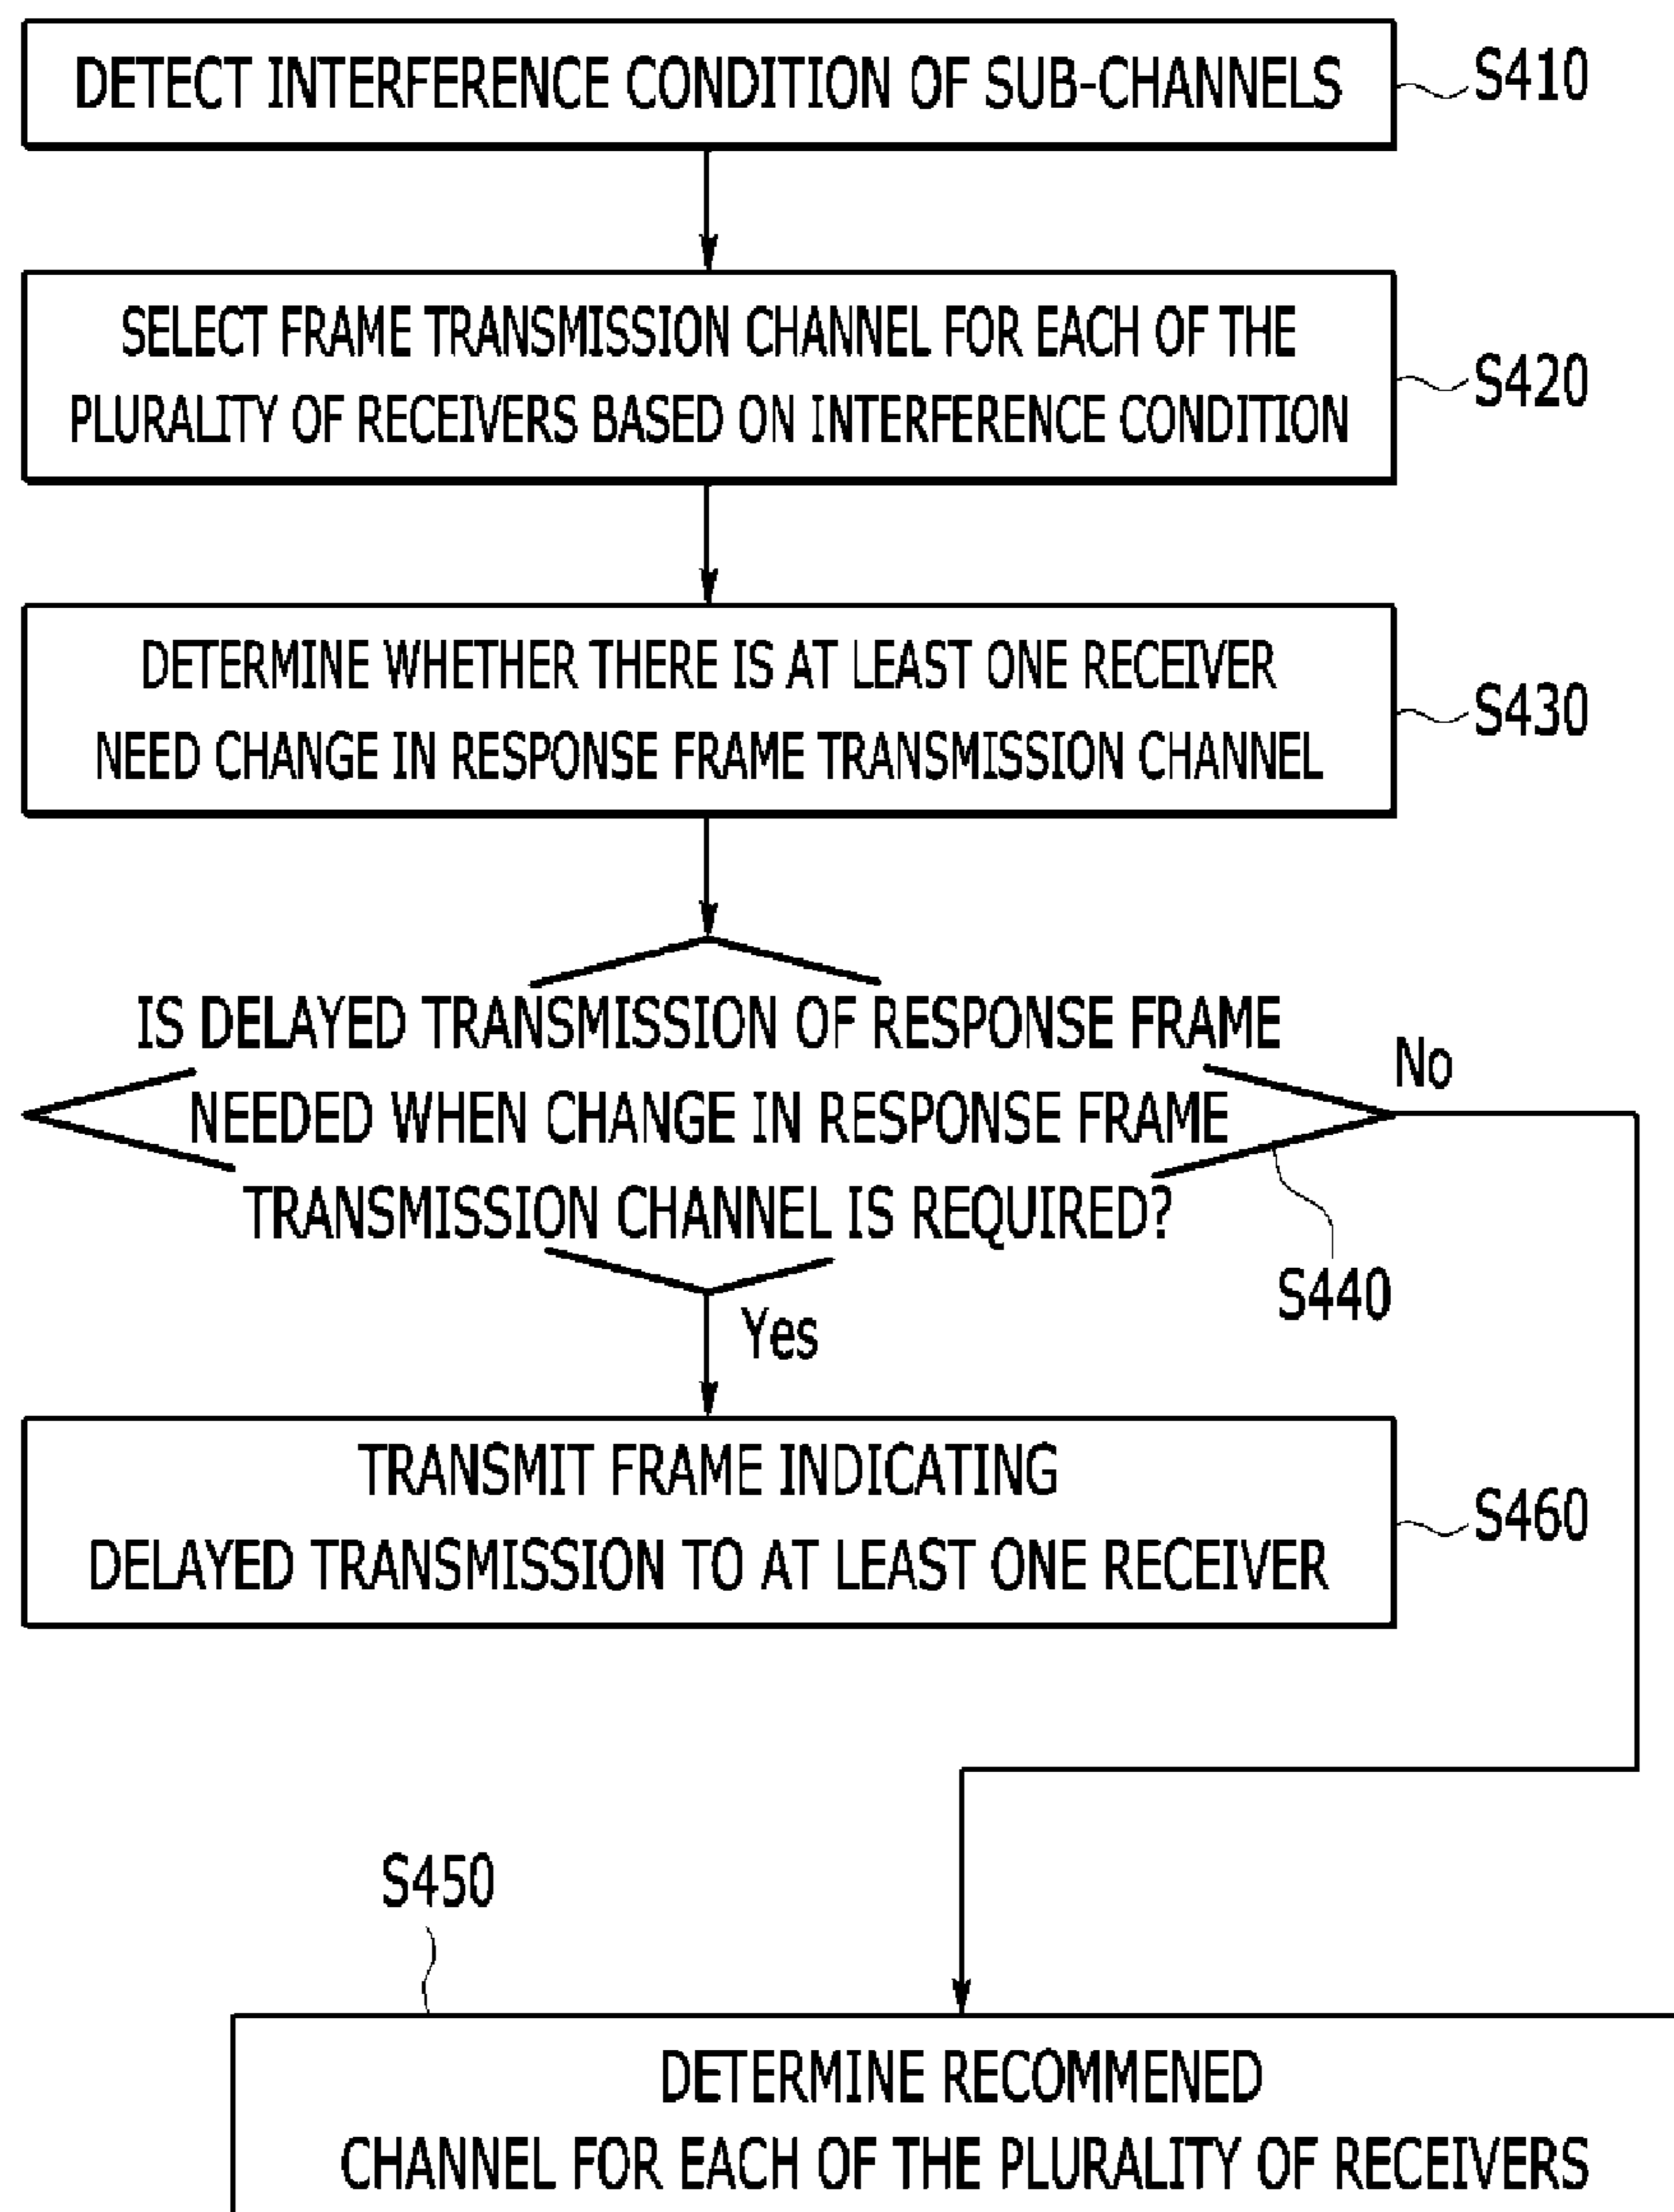 DETECT INTERFERENCE CONDITION OF SUB-CHANNELS
S410
SELECT FRAME TRANSMISSION CHANNEL FOR EACH OF THE
PLURALITY OF RECEIVERS BASED ON INTERFERENCE CONDITION
S420
DETERMINE WHETHER THERE IS AT LEAST ONE RECEIVER
NEED CHANGE IN RESPONSE FRAME TRANSMISSION CHANNEL
S430
IS DELAYED TRANSMISSION OF RESPONSE FRAME
NEEDED WHEN CHANGE IN RESPONSE FRAME
TRANSMISSION CHANNEL IS REQUIRED?
No
S440
Yes
TRANSMIT FRAME INDICATING
DELAYED TRANSMISSION TO AT LEAST ONE RECEIVER
S460
S450
DETERMINE RECOMMENED
CHANNEL FOR EACH OF THE PLURALITY OF RECEIVERS